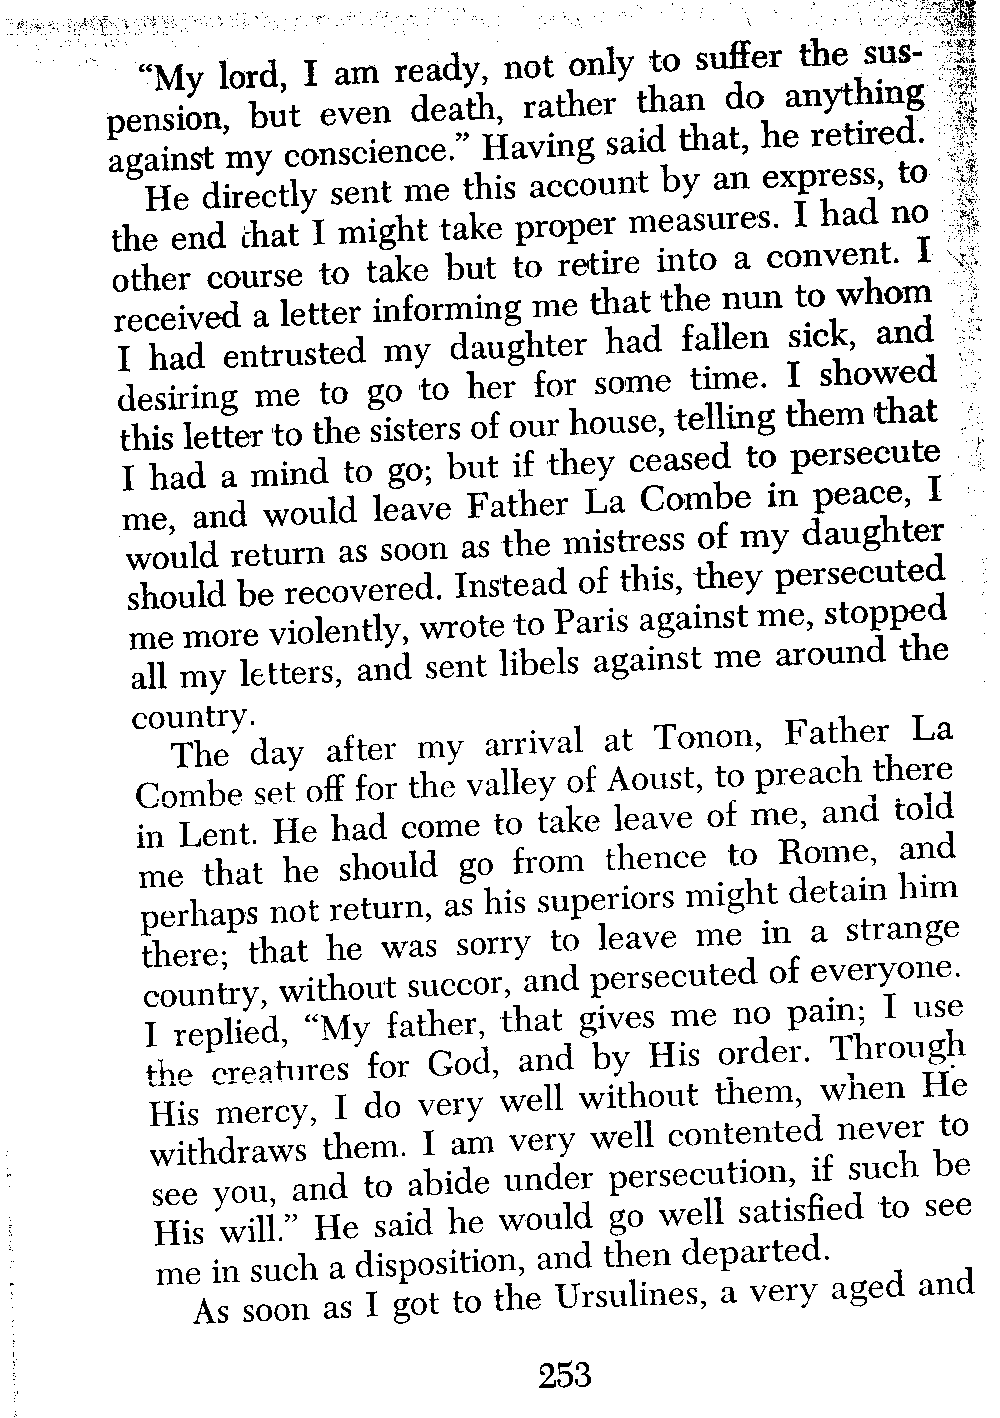 “My lord, I am ready, not only to suffer the sus-
pension, but even death, rather than do anything
against my conscience.” Having said that, he retired.
He directly sent me this account by an express, to
the end that I might take proper measures. I had no
other course to take but to retire into a convent. I
received a letter informing me that the nun to whom
I had entrusted my daughter had fallen sick, and
desiring me to go to her for some time. I showed
this letter to the sisters of our house, telling them that
I had a mind to go; but if they ceased to persecute
me, and would leave Father La Combe in peace, I
would return as soon as the mistress of my daughter
should be recovered. Instead of this, they persecuted
me more violently, wrote to Paris against me, stopped
all my letters, and sent libels against me around the
country.
The day after my arrival at Tonon, Father La
Combe set off for the valley of Aoust, to preach there
in Lent. He had come to take leave of me, and told
me that he should go from thence to Rome, and
perhaps not return, as his superiors might detain him
there; that he was sorry to leave me in a strange
country, without succor, and persecuted of everyone.
I replied, “My father, that gives me no pain; I use
the creatures for God, and by His order. Through
His mercy, I do very well without them, when He
withdraws them. I am very well contented never to
see you, and to abide under persecution, if such be
His will.” He said he would go well satisfied to see
me in such a disposition, and then departed.
As soon as I got to the Ursulines, a very aged and
253